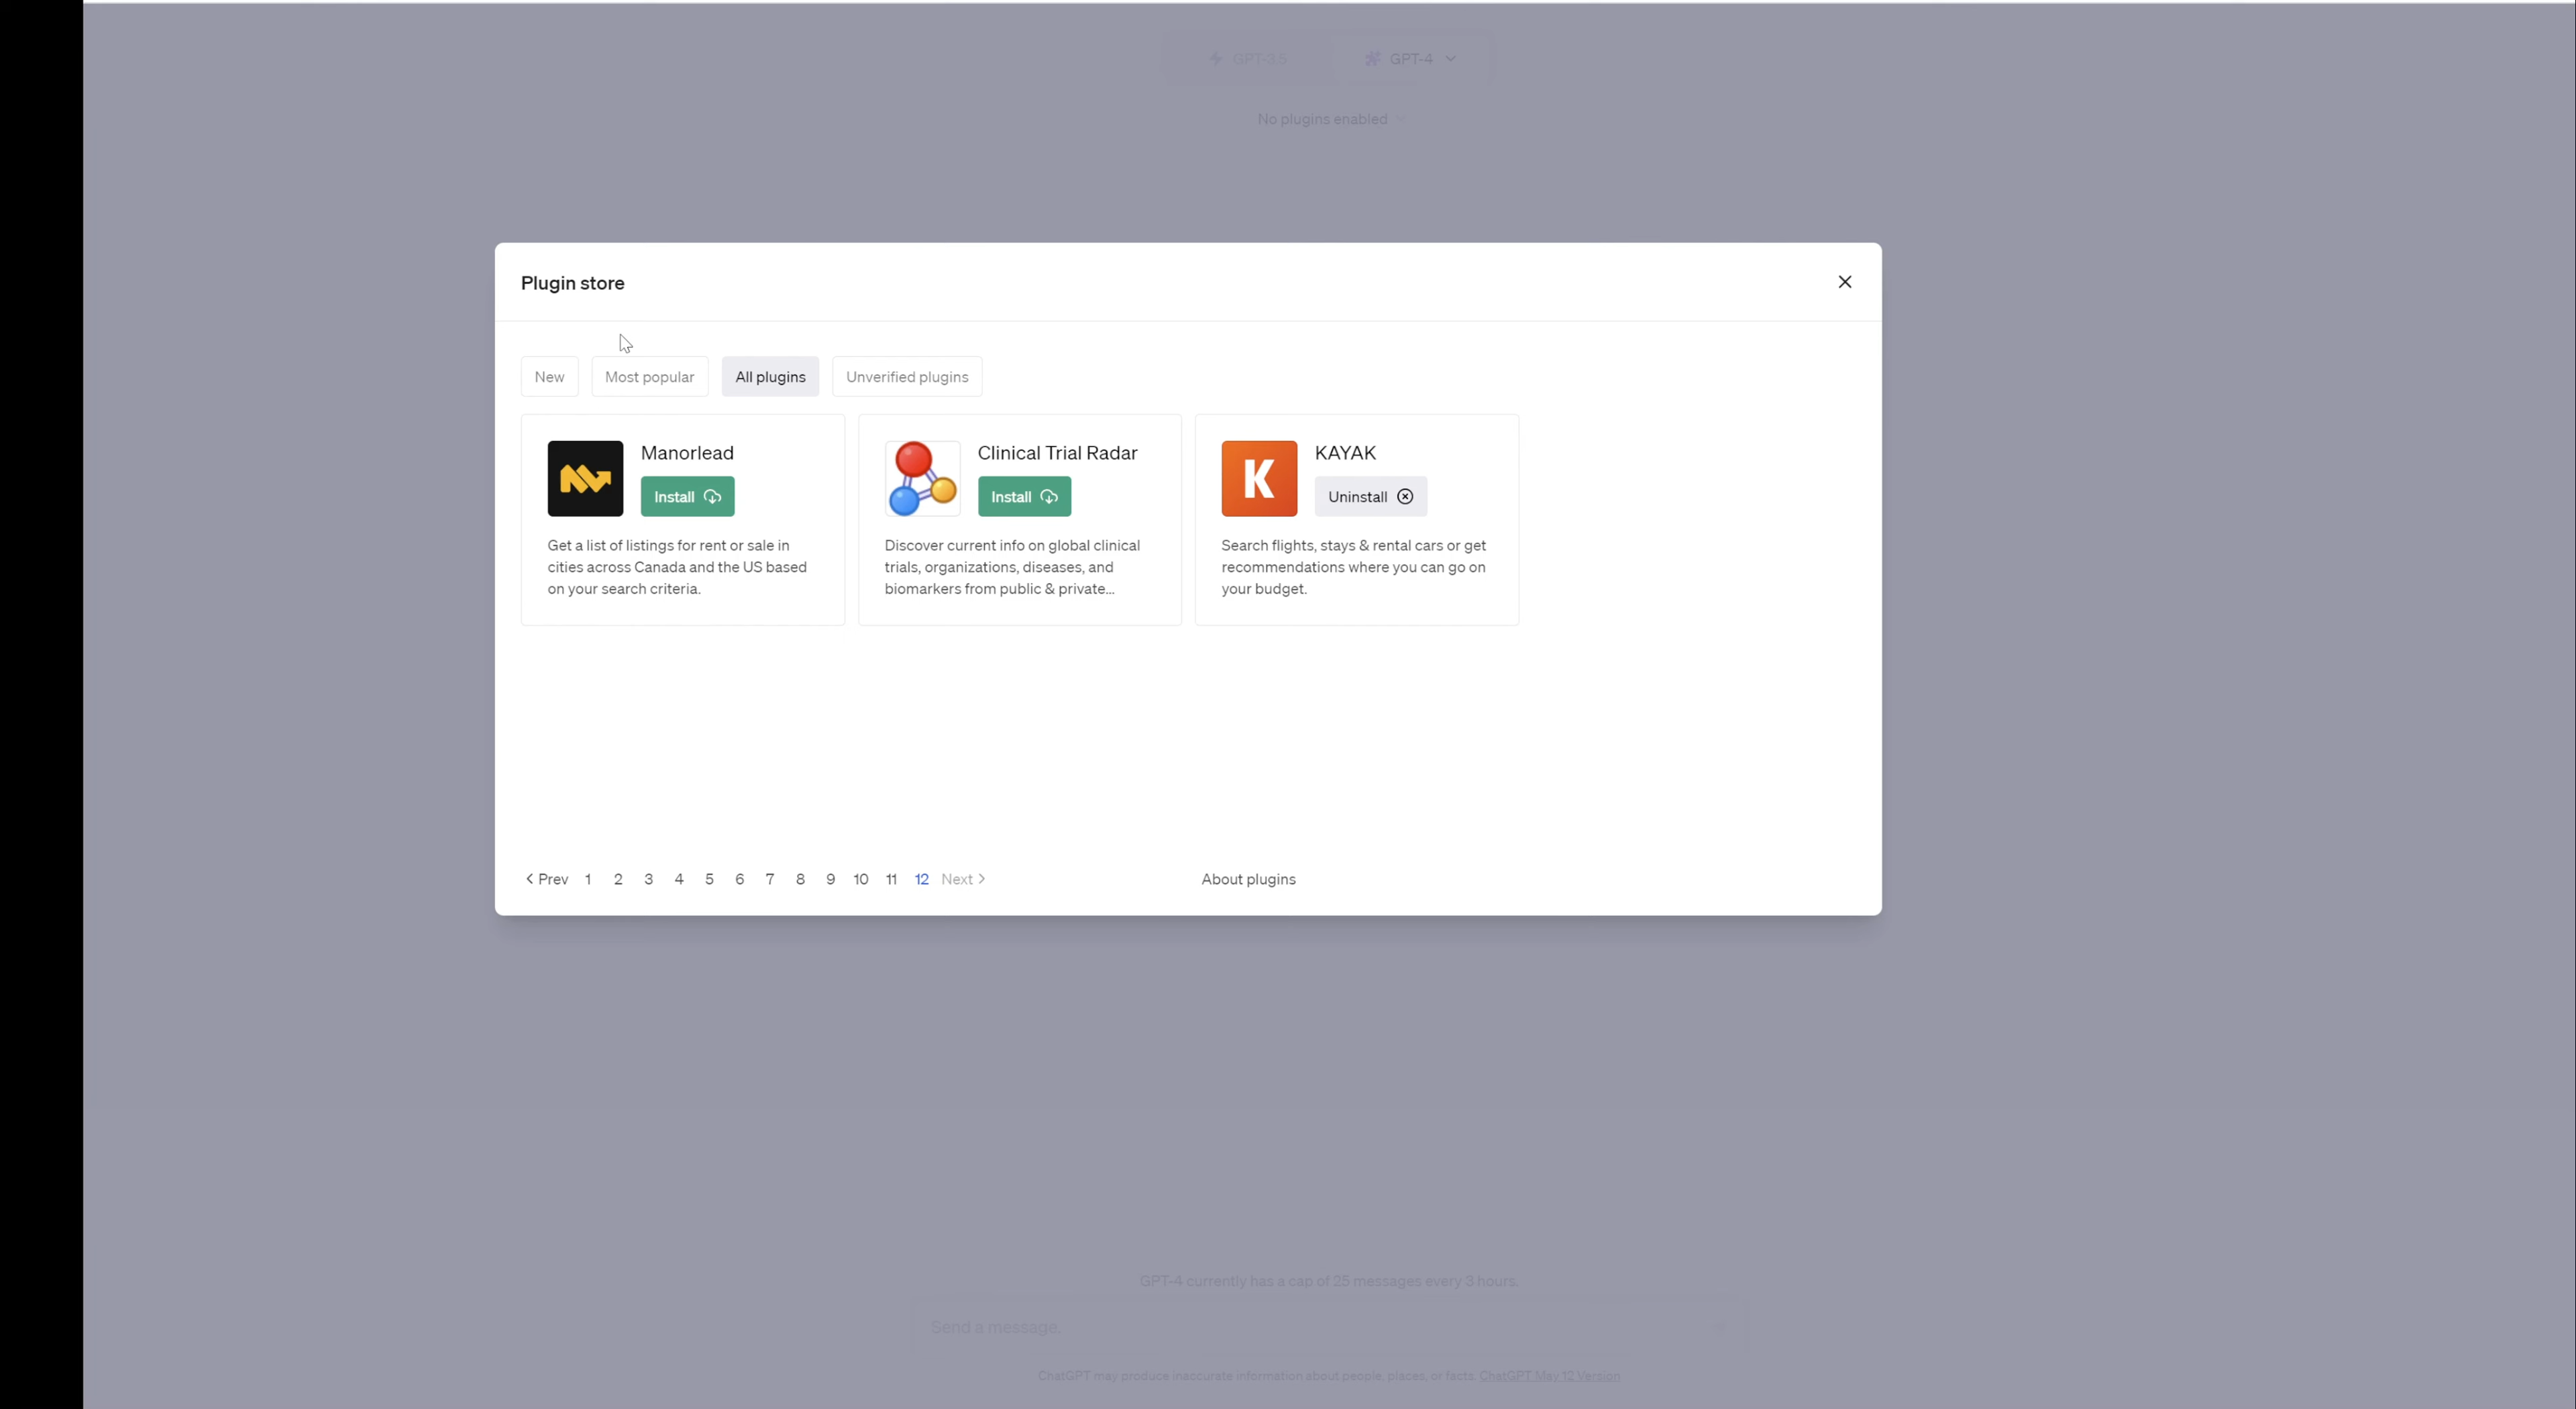 GPT-3.5
GPT-4
No plugins enabled
Plugin store
New
Most popular
All plugins
Unverified plugins
Manorlead
Install
Get a list of listings for rent or sale in
cities across Canada and the US based
on your search criteria.
Clinical Trial Radar
Install
Discover current info on global clinical
trials, organizations, diseases, and
biomarkers from public & private...
K
KAYAK
Uninstall
Search flights, stays & rental cars or get
recommendations where you can go on
your budget.
Prev 1 2 3 4 5 6 7 8 9 10 11 12 Next
About plugins
GPT-4 currently has a cap of 25 messages every 3 hours.
Send a message.
ChatGPT may produce inaccurate information about people, places, or facts. ChatGPT May 12 Version